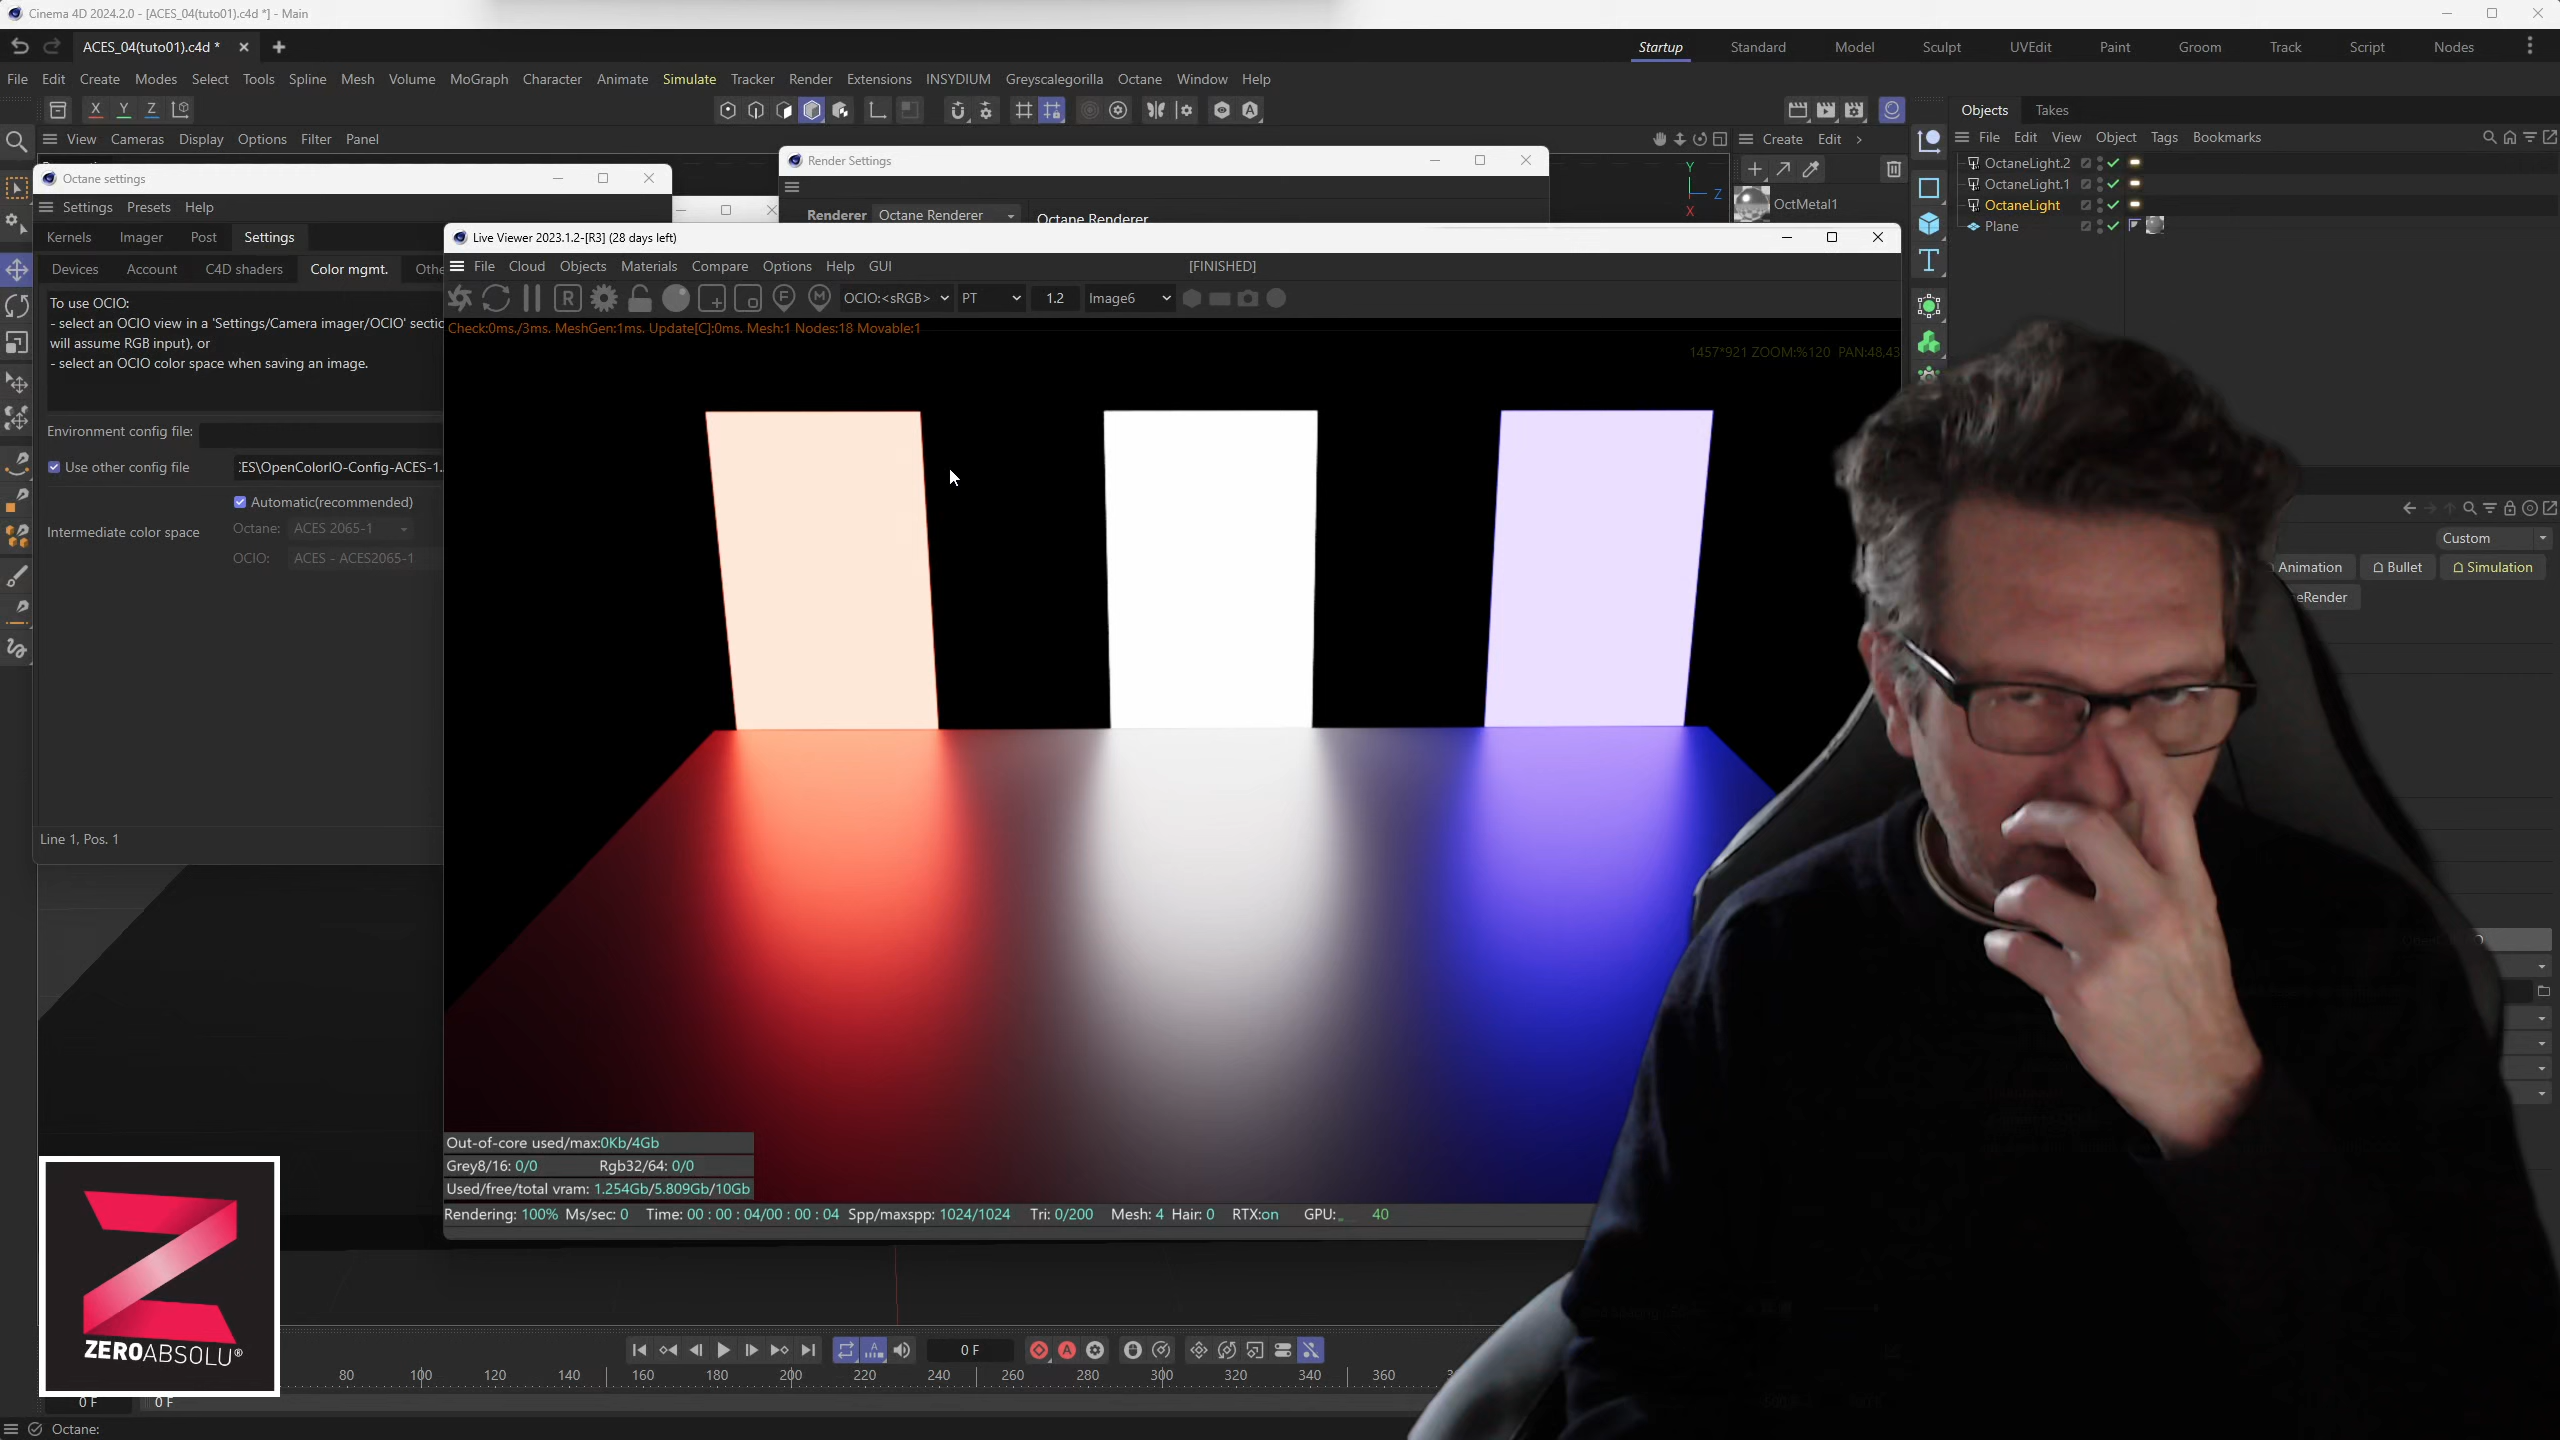 Cinema 4D 2024.2.0 - [ACES_04(tuto01).c4d *] - Main
ACES_04(tuto01).c4d *
Startup Standard Model Sculpt UVEdit Paint Groom Track Script Nodes
File Edit Create Modes Select Tools Spline Mesh Volume MoGraph Character Animate Simulate Tracker Render Extensions INSYDIUM Greyscalegorilla Octane Window Help
X Y Z
Objects Takes
View Cameras Display Options Filter Panel
Create Edit
File Edit View Object Tags Bookmarks
OctaneLight.2
OctaneLight.1
OctaneLight
Plane
Y
Z
X
OctMetal1
Octane settings
Settings Presets Help
Kernels Imager Post Settings
Devices Account C4D shaders Color mgmt. Othe
To use OCIO:
- select an OCIO view in a 'Settings/Camera imager/OCIO' sectio
will assume RGB input), or
- select an OCIO color space when saving an image.
Environment config file:
Use other config file :ES\OpenColorIO-Config-ACES-1..
Automatic(recommended)
Intermediate color space
Octane: ACES 2065-1
OCIO: ACES - ACES2065-1
Line 1, Pos. 1
Render Settings
Renderer Octane Renderer
Octane Renderer
Live Viewer 2023.1.2-[R3] (28 days left)
File Cloud Objects Materials Compare Options Help GUI [FINISHED]
R F M OCIO:<sRGB> PT 1.2 Image6
Check:0ms./3ms. MeshGen:1ms. Update[C]:0ms. Mesh:1 Nodes:18 Movable:1
1457*921 ZOOM:%120 PAN:48,43
Out-of-core used/max:0Kb/4Gb
Grey8/16: 0/0 Rgb32/64: 0/0
Used/free/total vram: 1.254Gb/5.809Gb/10Gb
Rendering: 100% Ms/sec: 0 Time: 00 : 00 : 04/00 : 00 : 04 Spp/maxspp: 1024/1024 Tri: 0/200 Mesh: 4 Hair: 0 RTX:on GPU: 40
Custom
Animation Bullet Simulation
eRender
ZEROABSOLU®
0 F
80 100 120 140 160 180 200 220 240 260 280 300 320 340 360
0 F 0 F
Octane: